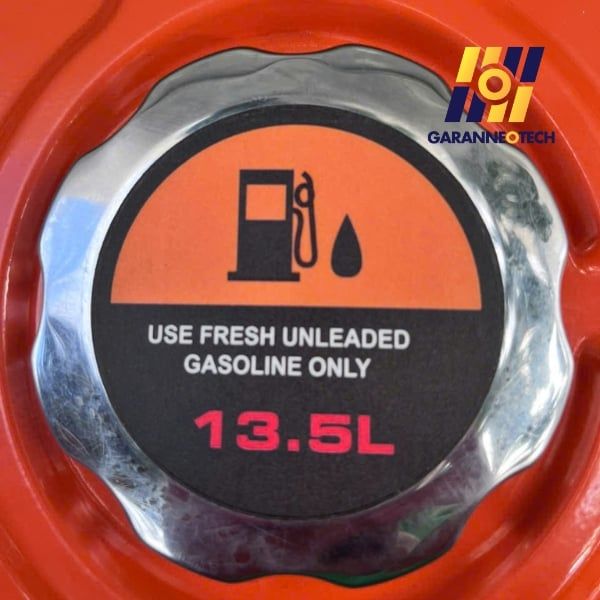 GARANNEOTECH
USE FRESH UNLEADED
GASOLINE ONLY
13.5L